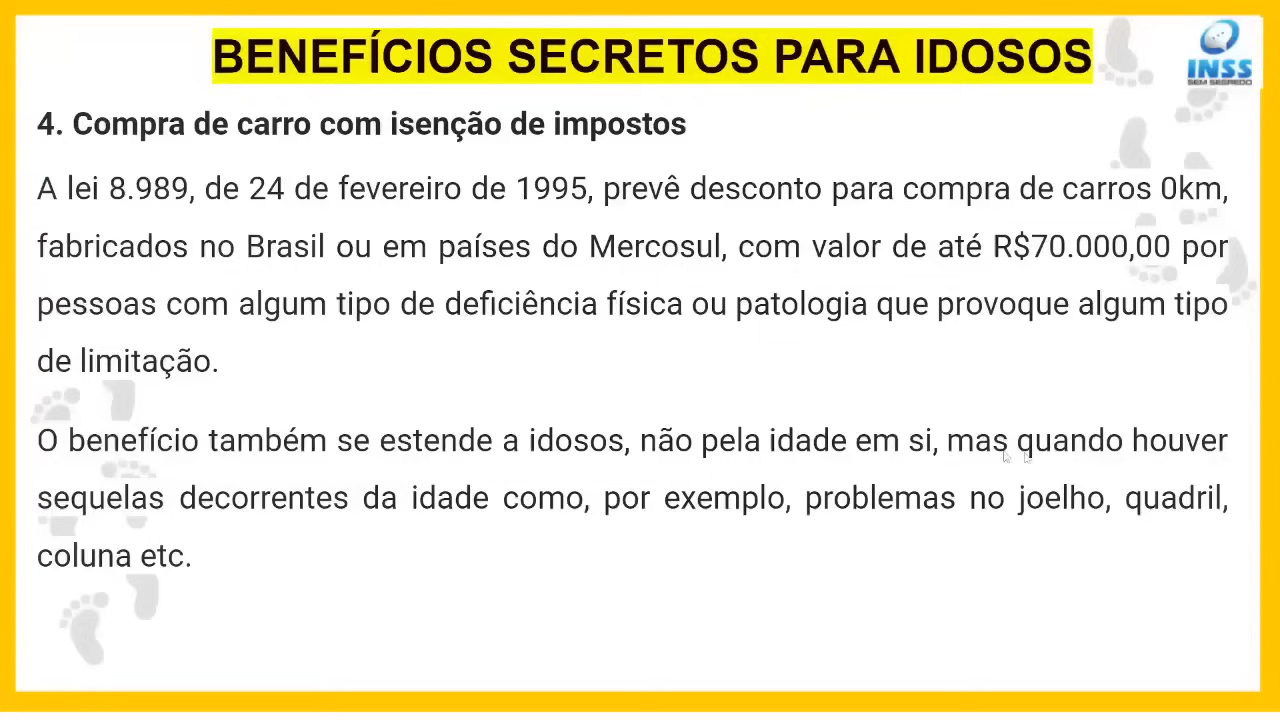 BENEFÍCIOS SECRETOS PARA IDOSOS
INSS
SEM SEGREDO
4. Compra de carro com isenção de impostos
A lei 8.989, de 24 de fevereiro de 1995, prevê desconto para compra de carros 0km,
fabricados no Brasil ou em países do Mercosul, com valor de até R$70.000,00 por
pessoas com algum tipo de deficiência física ou patologia que provoque algum tipo
de limitação.
O benefício também se estende a idosos, não pela idade em si, mas quando houver
sequelas decorrentes da idade como, por exemplo, problemas no joelho, quadril,
coluna etc.